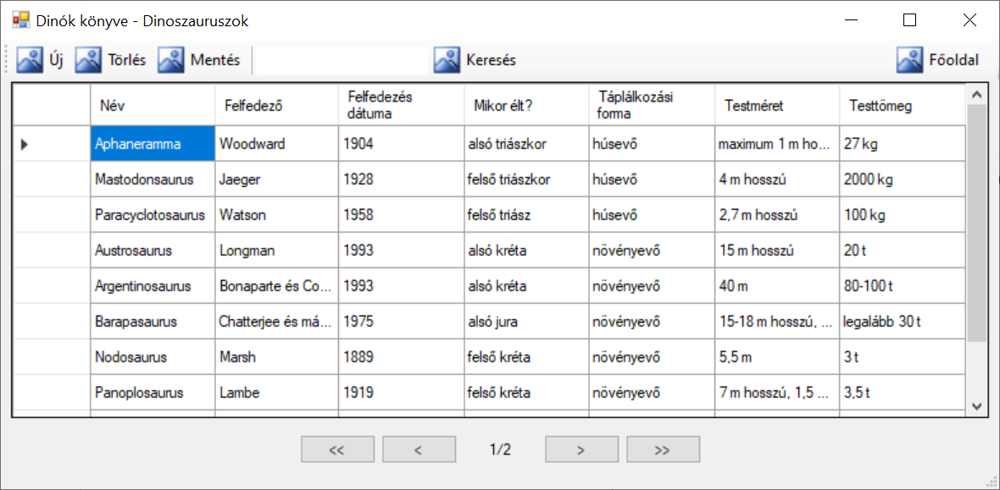 Dinók könyve - Dinoszauruszok
Új Törlés Mentés Keresés Főoldal
Név Felfedező Felfedezés dátuma Mikor élt? Táplálkozási forma Testméret Testtömeg
Aphaneramma Woodward 1904 alsó triászkor húsevő maximum 1 m ho... 27 kg
Mastodonsaurus Jaeger 1928 felső triászkor húsevő 4 m hosszú 2000 kg
Paracyclotosaurus Watson 1958 felső triász húsevő 2,7 m hosszú 100 kg
Austrosaurus Longman 1993 alsó kréta növényevő 15 m hosszú 20 t
Argentinosaurus Bonaparte és Co... 1993 alsó kréta növényevő 40 m 80-100 t
Barapasaurus Chatterjee és má... 1975 alsó jura növényevő 15-18 m hosszú, ... legalább 30 t
Nodosaurus Marsh 1889 felső kréta növényevő 5,5 m 3 t
Panoplosaurus Lambe 1919 felső kréta növényevő 7 m hosszú, 1,5 ... 3,5 t
<< < 1/2 > >>